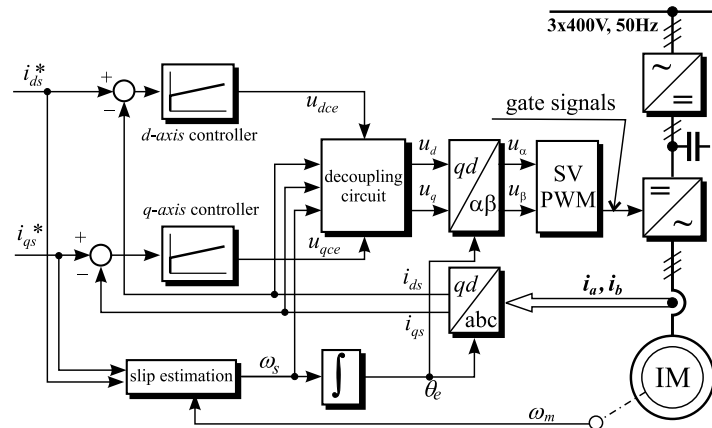 3x400V, 50Hz
i_ds*
+
−
u_dce
d-axis controller
gate signals
~
=
decoupling
circuit
u_d
u_q
qd
αβ
u_α
u_β
SV
PWM
=
~
q-axis controller
i_qs*
+
−
u_qce
i_ds
i_qs
qd
abc
i_a, i_b
slip estimation
ω_s
∫
θ_e
IM
ω_m